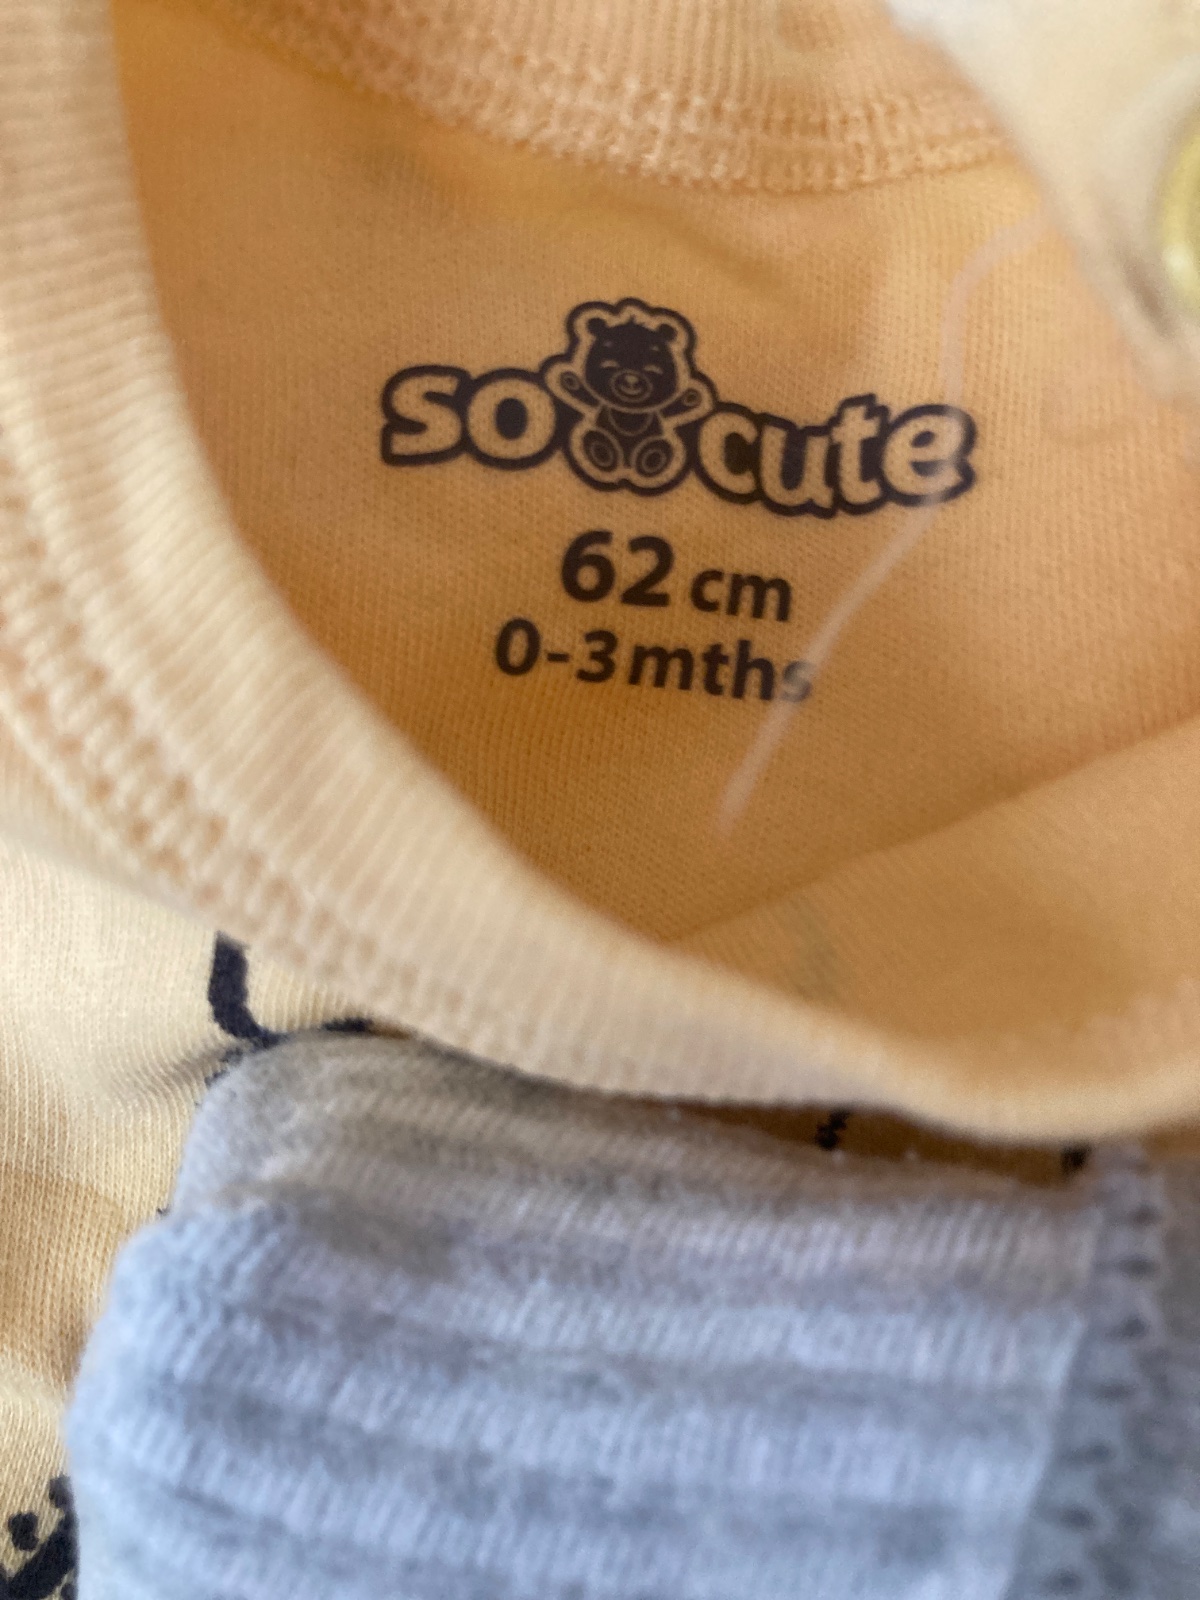 so cute
62 cm
0-3 mths